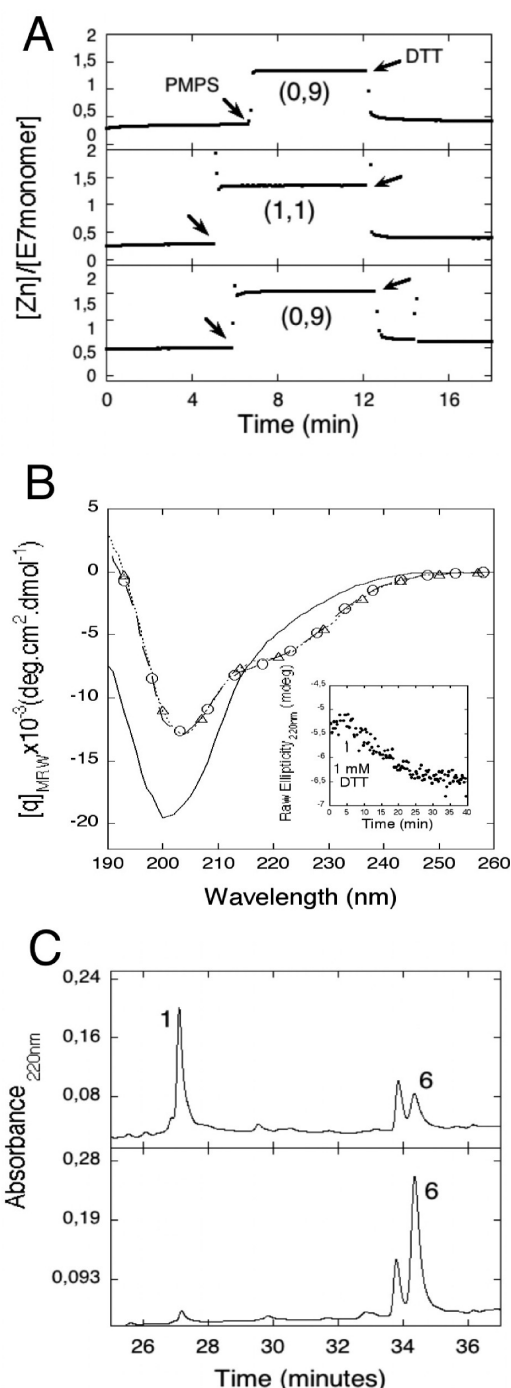 A
[Zn]/[E7monomer]
2
1,5
1
0,5
0
PMPS
DTT
(0,9)
2
1,5
1
0,5
0
(1,1)
2
1,5
1
0,5
0
(0,9)
0 4 8 12 16
Time (min)
B
[q]MRWx10-3(deg.cm2.dmol-1)
5
0
-5
-10
-15
-20
190 200 210 220 230 240 250 260
Wavelength (nm)
Raw Ellipticity220nm (mdeg)
-4,5
-5
-5,5
-6
-6,5
-7
1 mM
DTT
0 5 10 15 20 25 30 35 40
Time (min)
C
Absorbance 220nm
0,24
0,16
0,08
1
6
0,28
0,19
0,093
6
26 28 30 32 34 36
Time (minutes)